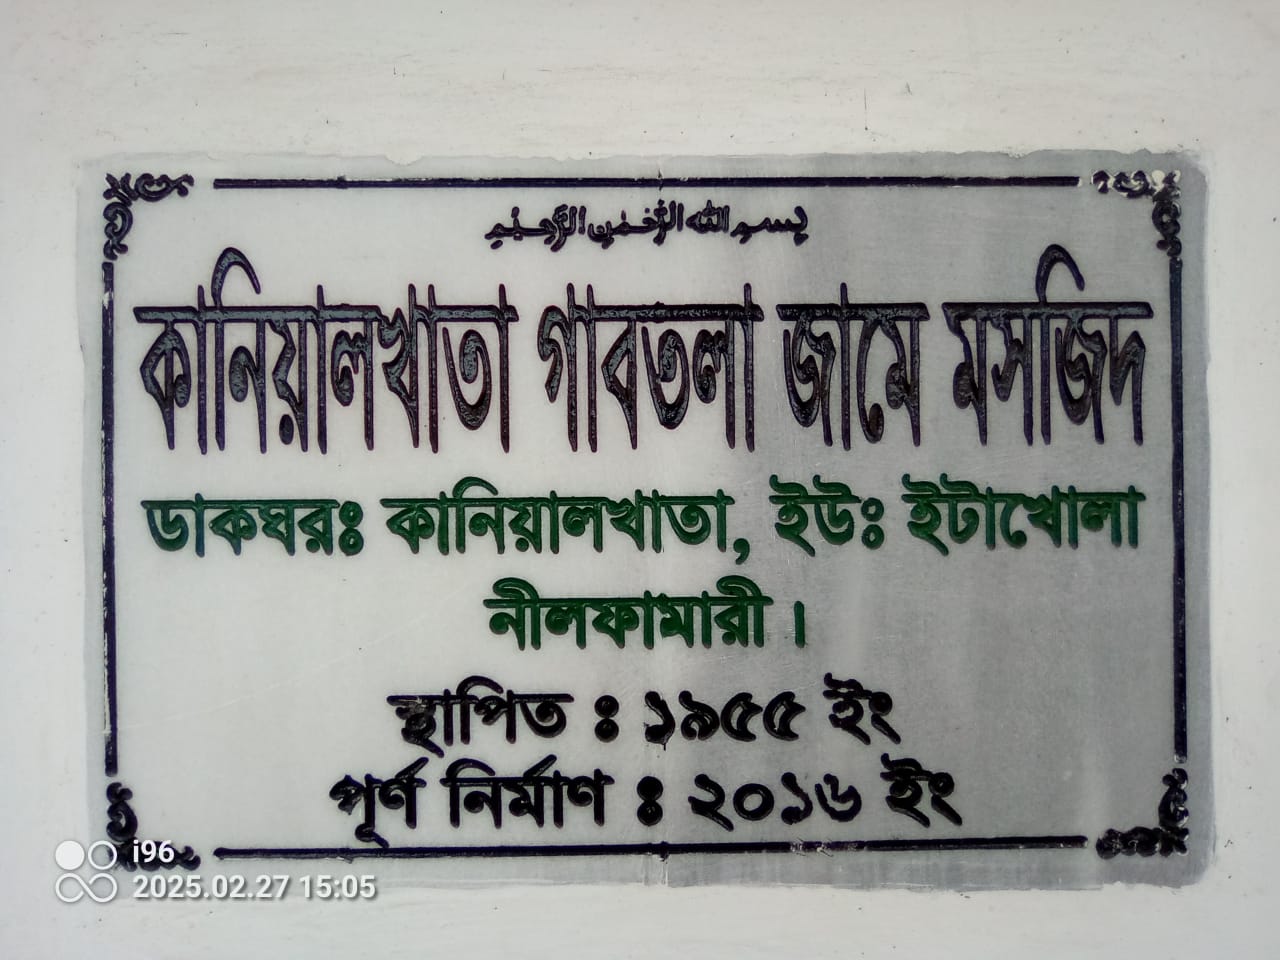 بسم الله الرحمن الرحيم
কানিয়ালখাতা গাবতলা জামে মসজিদ
ডাকঘরঃ কানিয়ালখাতা, ইউঃ ইটাখোলা
নীলফামারী।
স্থাপিত : ১৯৫৫ ইং
পূর্ণ নির্মাণ : ২০১৬ ইং
i96
2025.02.27 15:05